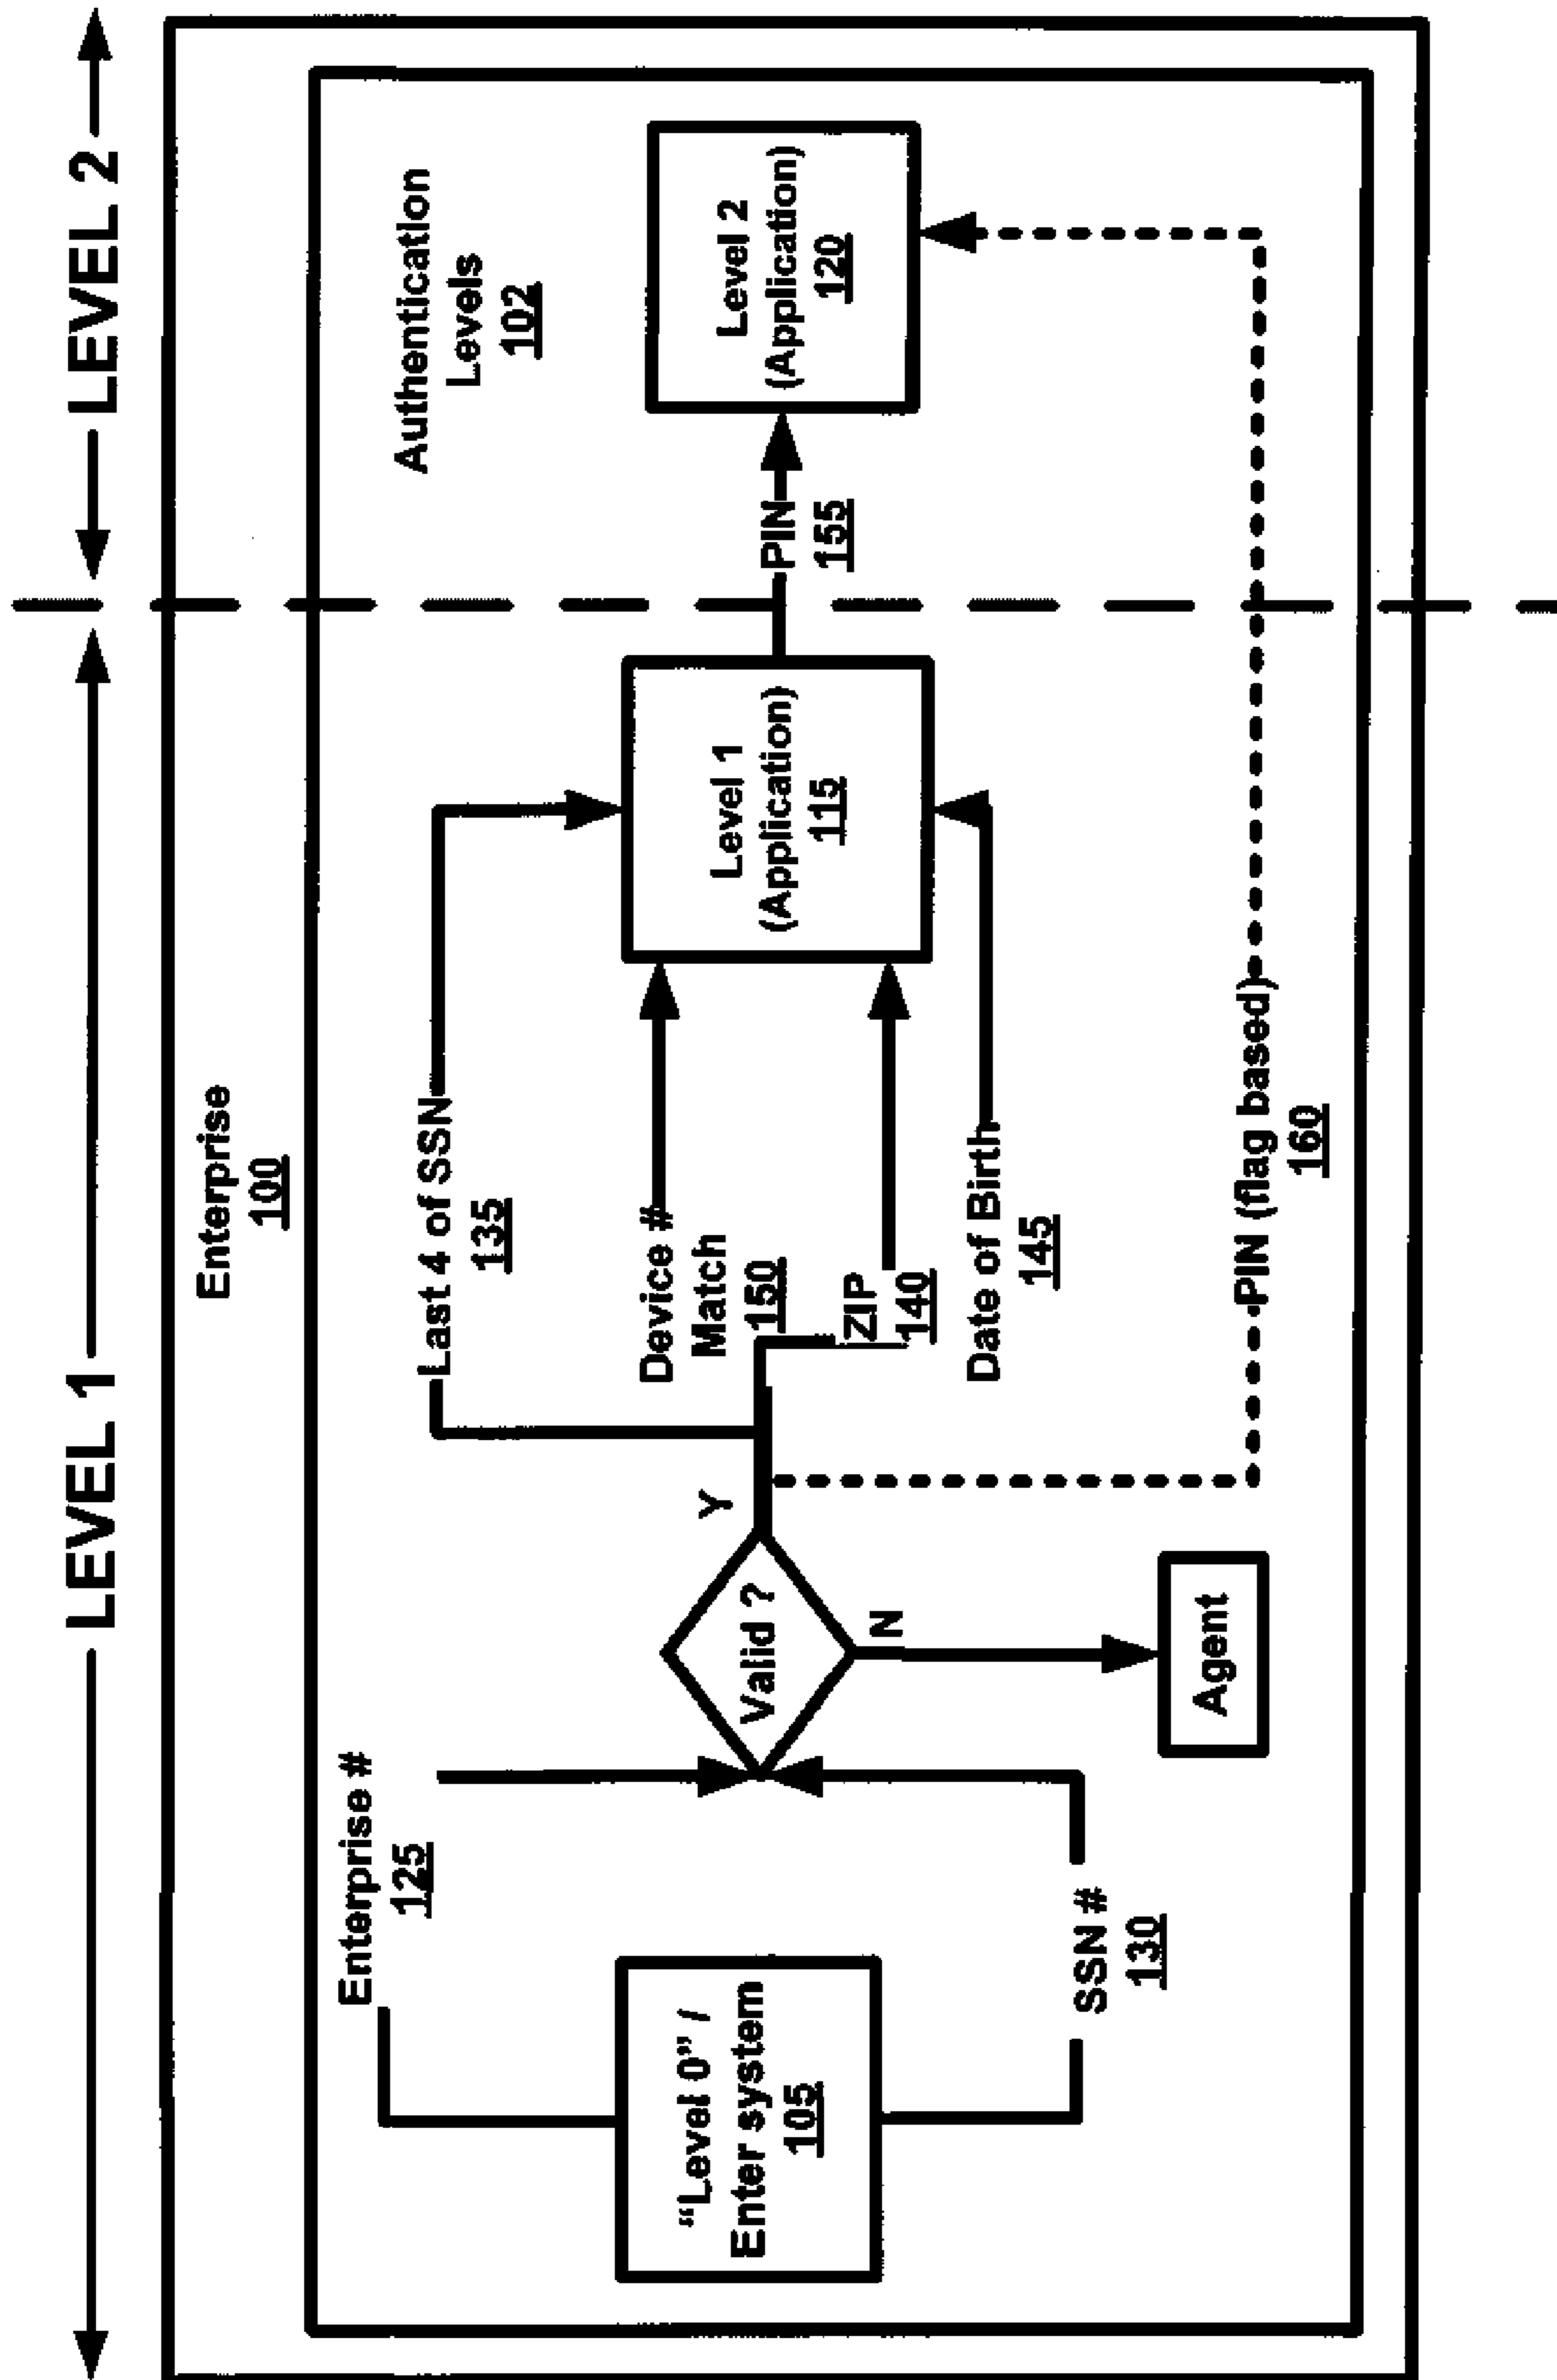 LEVEL 1
LEVEL 2
Enterprise
100
Authentication
Levels
102
Enterprise #
125
"Level 0" /
Enter system
105
SSN #
130
Valid ?
Y
N
Agent
Last 4 of SSN
135
Device #
Match
150
ZIP
140
Date of Birth
145
Level 1
(Application)
115
PIN
155
Level 2
(Application)
120
PIN (flag based)
160